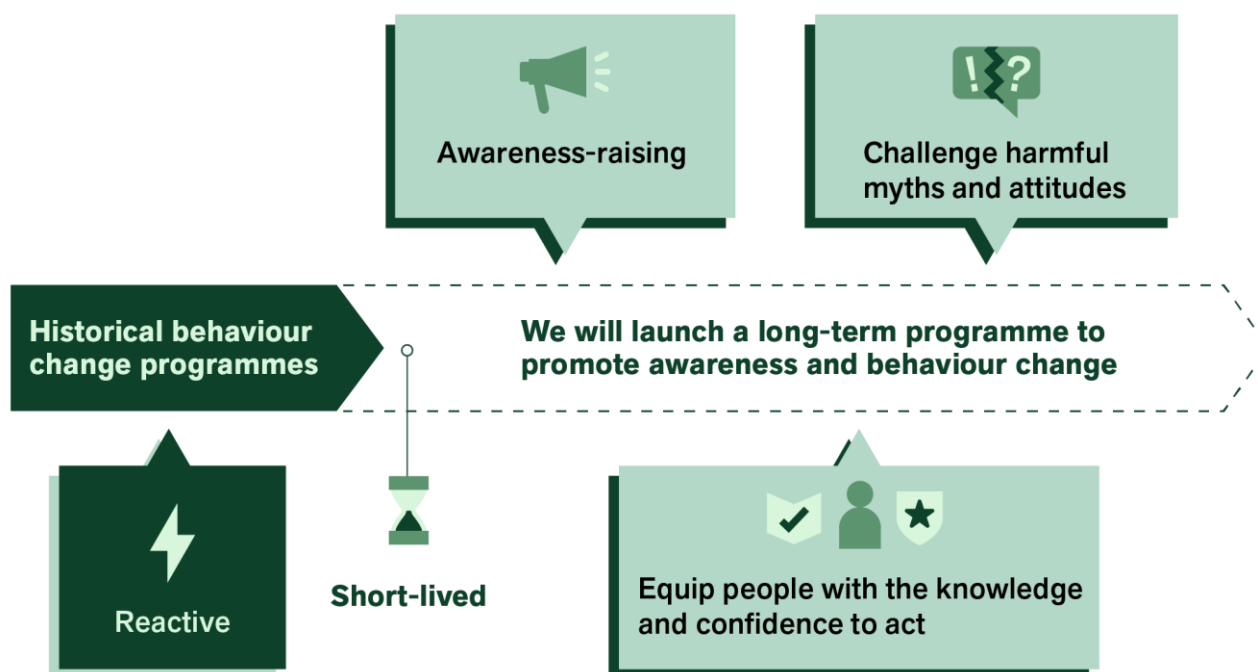 Awareness-raising
! ?
Challenge harmful
myths and attitudes
Historical behaviour
change programmes
We will launch a long-term programme to
promote awareness and behaviour change
Reactive
Short-lived
Equip people with the knowledge
and confidence to act